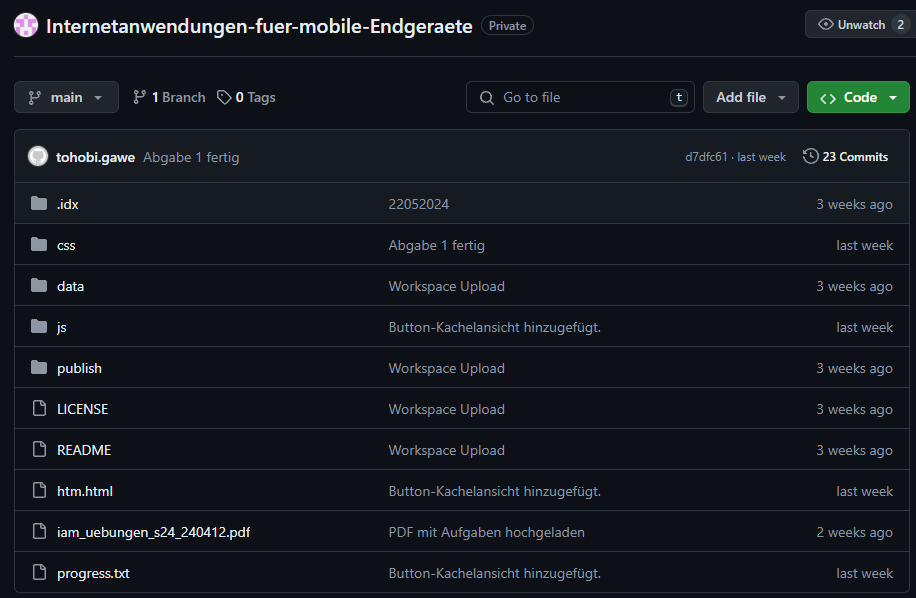 Internetanwendungen-fuer-mobile-Endgeraete Private Unwatch 2
main 1 Branch 0 Tags Go to file t Add file Code
tohobi.gawe Abgabe 1 fertig d7dfc61 · last week 23 Commits
.idx 22052024 3 weeks ago
css Abgabe 1 fertig last week
data Workspace Upload 3 weeks ago
js Button-Kachelansicht hinzugefügt. last week
publish Workspace Upload 3 weeks ago
LICENSE Workspace Upload 3 weeks ago
README Workspace Upload 3 weeks ago
htm.html Button-Kachelansicht hinzugefügt. last week
iam_uebungen_s24_240412.pdf PDF mit Aufgaben hochgeladen 2 weeks ago
progress.txt Button-Kachelansicht hinzugefügt. last week